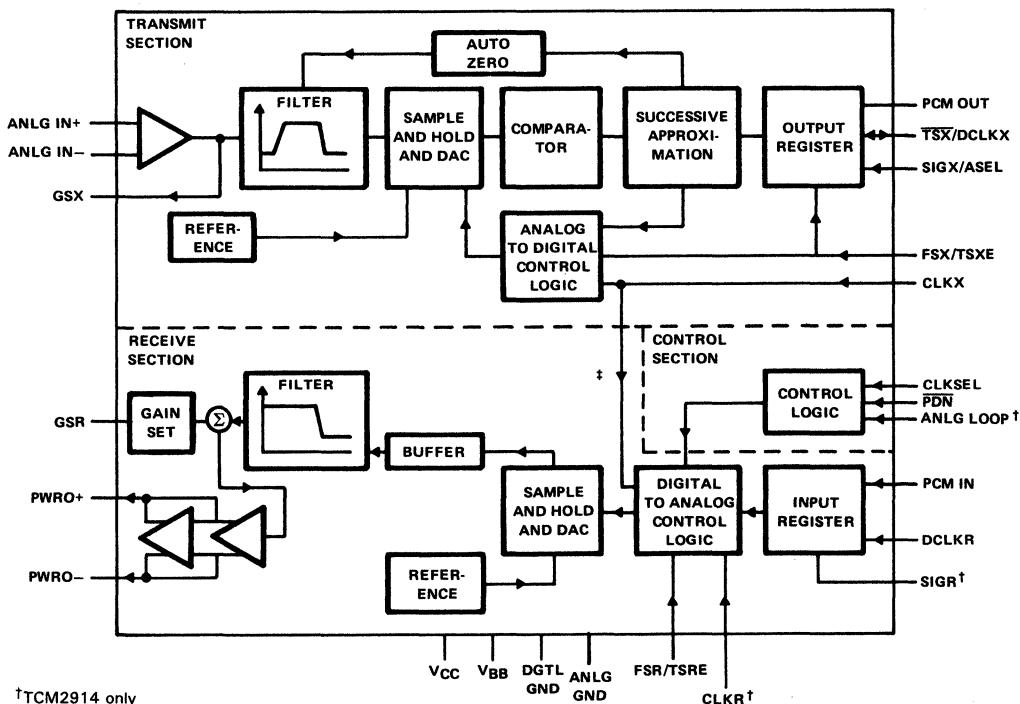 TRANSMIT
SECTION
AUTO
ZERO
FILTER
SAMPLE
AND HOLD
AND DAC
COMPARA-
TOR
SUCCESSIVE
APPROXI-
MATION
OUTPUT
REGISTER
PCM OUT
TSX/DCLKX
SIGX/ASEL
ANLG IN+
ANLG IN−
GSX
REFER-
ENCE
ANALOG
TO DIGITAL
CONTROL
LOGIC
FSX/TSXE
CLKX
RECEIVE
SECTION
CONTROL
SECTION
‡
FILTER
CONTROL
LOGIC
CLKSEL
PDN
ANLG LOOP†
GSR
GAIN
SET
Σ
BUFFER
SAMPLE
AND HOLD
AND DAC
DIGITAL
TO ANALOG
CONTROL
LOGIC
INPUT
REGISTER
PCM IN
DCLKR
SIGR†
PWRO+
PWRO−
REFER-
ENCE
VCC
VBB
DGTL
GND
ANLG
GND
FSR/TSRE
CLKR†
†TCM2914 only